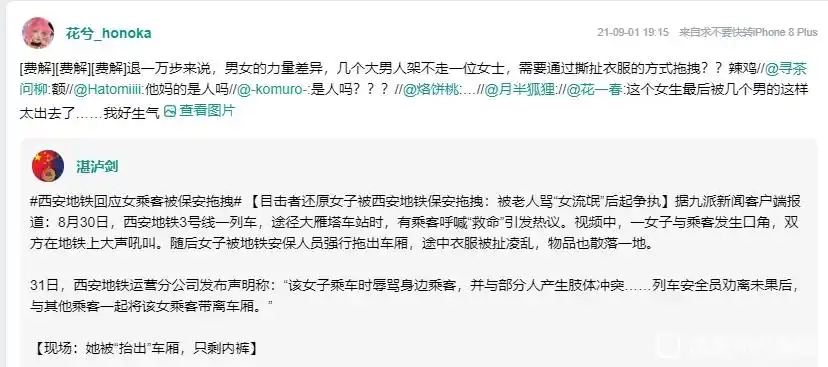 花兮_honoka
21-09-01 19:15 来自求不要快转iPhone 8 Plus
[费解][费解][费解]退一万步来说，男女的力量差异，几个大男人架不走一位女士，需要通过撕扯衣服的方式拖拽？？辣鸡//@寻茶
问柳:额//@Hatomiiii:他妈的是人吗//@-komuro-:是人吗？？？//@烙饼桃:...//@月半狐狸://@花一春:这个女生最后被几个男的这样
太出去了……我好生气 查看图片
湛泸剑
#西安地铁回应女乘客被保安拖拽# 【目击者还原女子被西安地铁保安拖拽：被老人骂“女流氓”后起争执】据九派新闻客户端报
道：8月30日，西安地铁3号线一列车，途径大雁塔车站时，有乘客呼喊“救命”引发热议。视频中，一女子与乘客发生口角，双
方在地铁上大声吼叫。随后女子被地铁安保人员强行拖出车厢，途中衣服被扯凌乱，物品也散落一地。
31日，西安地铁运营分公司发布声明称：“该女子乘车时辱骂身边乘客，并与部分人产生肢体冲突……列车安全员劝离未果后，
与其他乘客一起将该女乘客带离车厢。”
【现场：她被“抬出”车厢，只剩内裤】